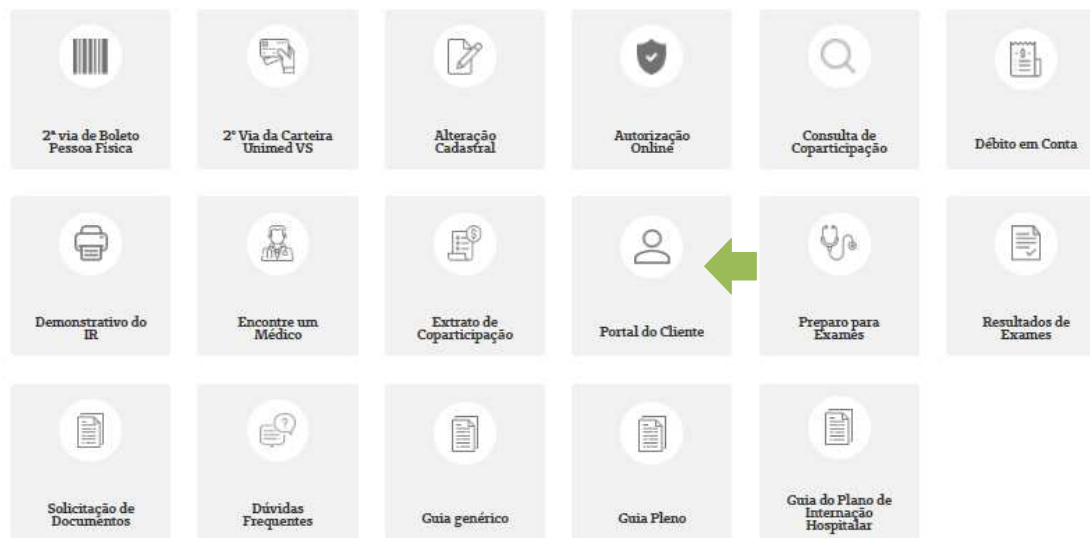 2ª via de Boleto
Pessoa Física
2° Via da Carteira
Unimed VS
Alteração
Cadastral
Autorização
Online
Consulta de
Coparticipação
Débito em Conta
Demonstrativo do
IR
Encontre um
Médico
Extrato de
Coparticipação
Portal do Cliente
Preparo para
Exames
Resultados de
Exames
Solicitação de
Documentos
Dúvidas
Frequentes
Guia genérico
Guia Pleno
Guia do Plano de
Internação
Hospitalar